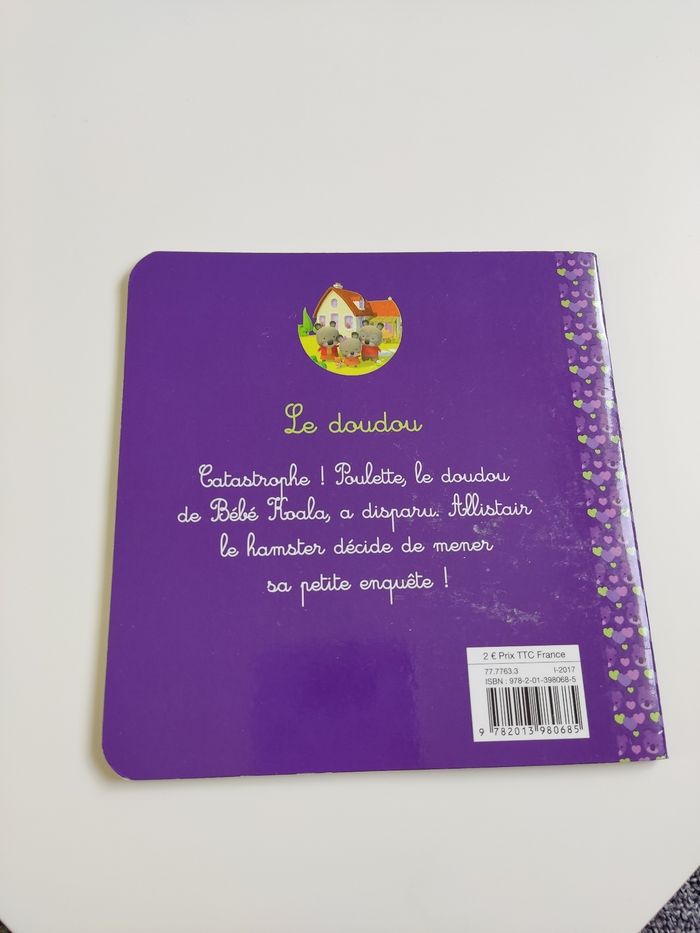 Le doudou
Catastrophe ! Poulette, le doudou
de Bébé Koala, a disparu. Allistair
le hamster décide de mener
sa petite enquête !
2 € Prix TTC France
77.7763.3 I-2017
ISBN : 978-2-01-398068-5
9 782013 980685